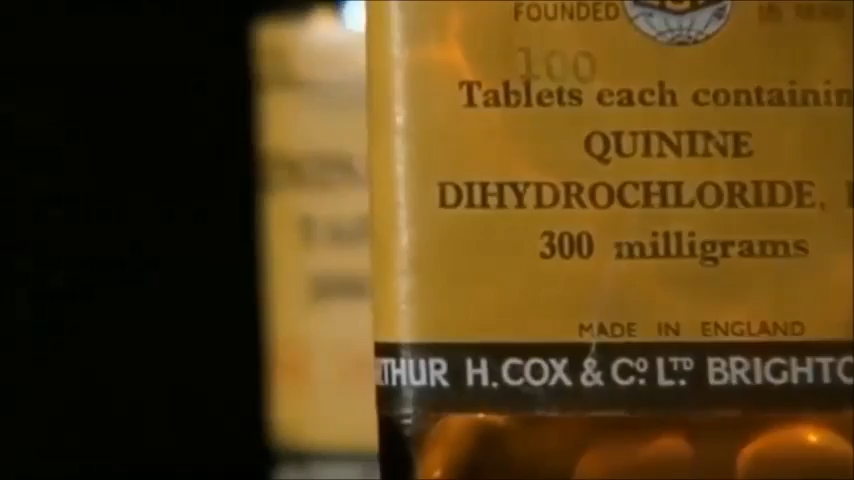 FOUNDED
100
Tablets each containin
QUININE
DIHYDROCHLORIDE,
300 milligrams
MADE IN ENGLAND
THUR H. COX & Co. LTD BRIGHTO